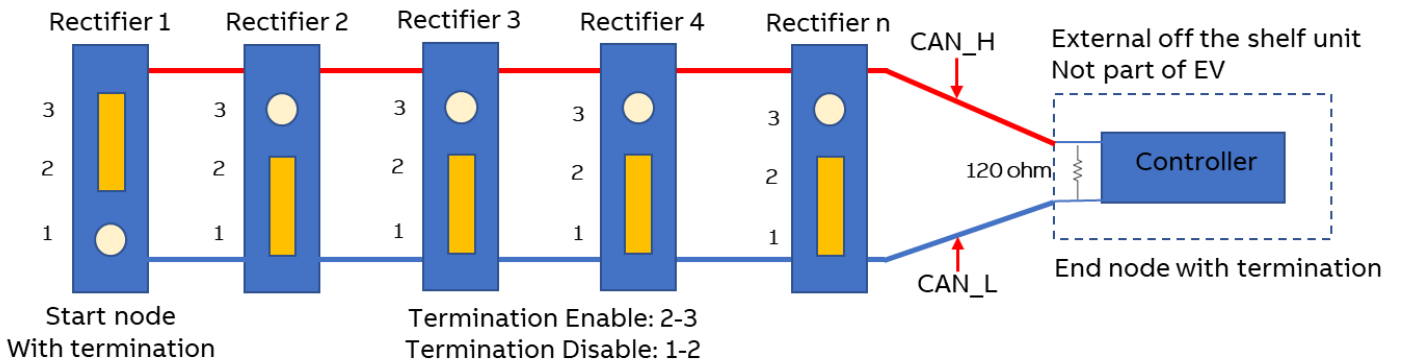 Rectifier 1
Rectifier 2
Rectifier 3
Rectifier 4
Rectifier n
CAN_H
External off the shelf unit
Not part of EV
3
2
1
3
2
1
3
2
1
3
2
1
3
2
1
120 ohm
Controller
CAN_L
End node with termination
Start node
With termination
Termination Enable: 2-3
Termination Disable: 1-2